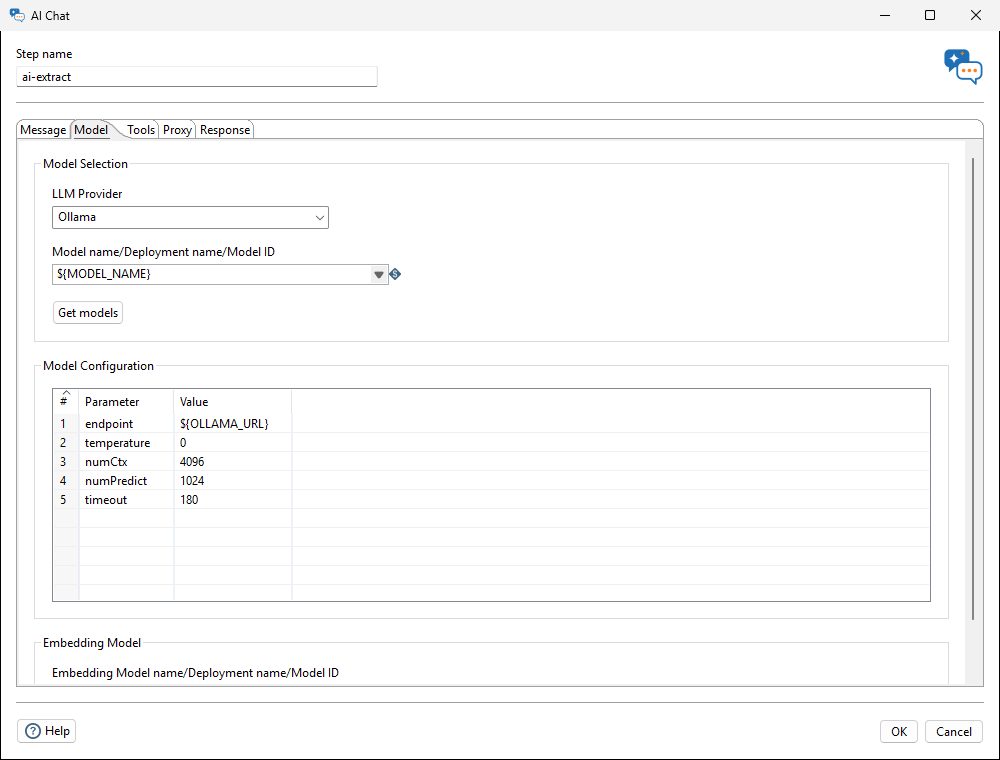 AI Chat
Step name
ai-extract
Message Model Tools Proxy Response
Model Selection
LLM Provider
Ollama
Model name/Deployment name/Model ID
${MODEL_NAME}
Get models
Model Configuration
# Parameter Value
1 endpoint ${OLLAMA_URL}
2 temperature 0
3 numCtx 4096
4 numPredict 1024
5 timeout 180
Embedding Model
Embedding Model name/Deployment name/Model ID
? Help OK Cancel